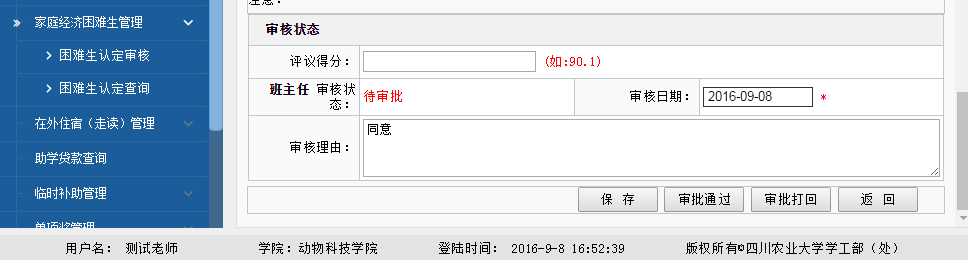 家庭经济困难生管理
困难生认定审核
困难生认定查询
在外住宿（走读）管理
助学贷款查询
临时补助管理
单项奖管理
注意：
审核状态
评议得分： (如:90.1)
班主任 审核状态： 待审批 审核日期： 2016-09-08 *
审核理由： 同意
保 存 审批通过 审批打回 返 回
用户名： 测试老师 学院：动物科技学院 登陆时间： 2016-9-8 16:52:39 版权所有©四川农业大学学工部（处）